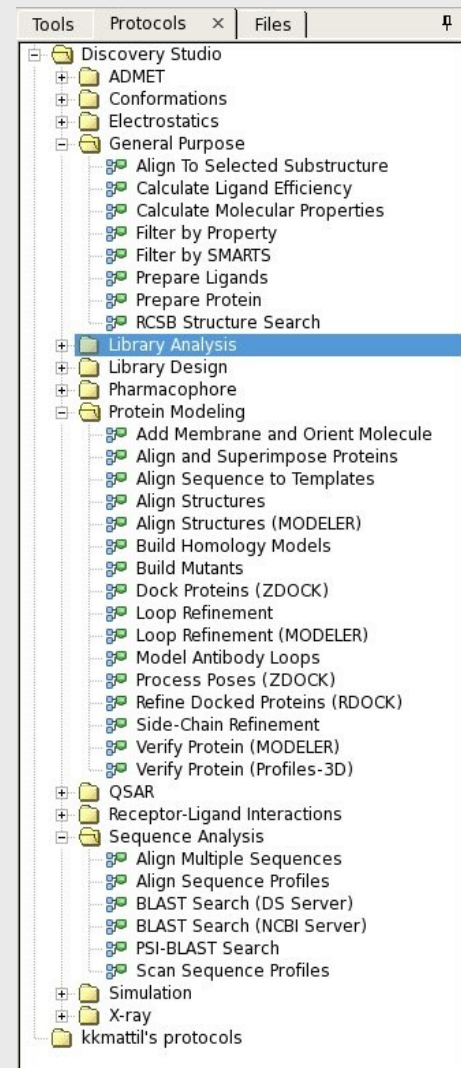 Tools Protocols × Files
Discovery Studio
ADMET
Conformations
Electrostatics
General Purpose
Align To Selected Substructure
Calculate Ligand Efficiency
Calculate Molecular Properties
Filter by Property
Filter by SMARTS
Prepare Ligands
Prepare Protein
RCSB Structure Search
Library Analysis
Library Design
Pharmacophore
Protein Modeling
Add Membrane and Orient Molecule
Align and Superimpose Proteins
Align Sequence to Templates
Align Structures
Align Structures (MODELER)
Build Homology Models
Build Mutants
Dock Proteins (ZDOCK)
Loop Refinement
Loop Refinement (MODELER)
Model Antibody Loops
Process Poses (ZDOCK)
Refine Docked Proteins (RDOCK)
Side-Chain Refinement
Verify Protein (MODELER)
Verify Protein (Profiles-3D)
QSAR
Receptor-Ligand Interactions
Sequence Analysis
Align Multiple Sequences
Align Sequence Profiles
BLAST Search (DS Server)
BLAST Search (NCBI Server)
PSI-BLAST Search
Scan Sequence Profiles
Simulation
X-ray
kkmattil's protocols